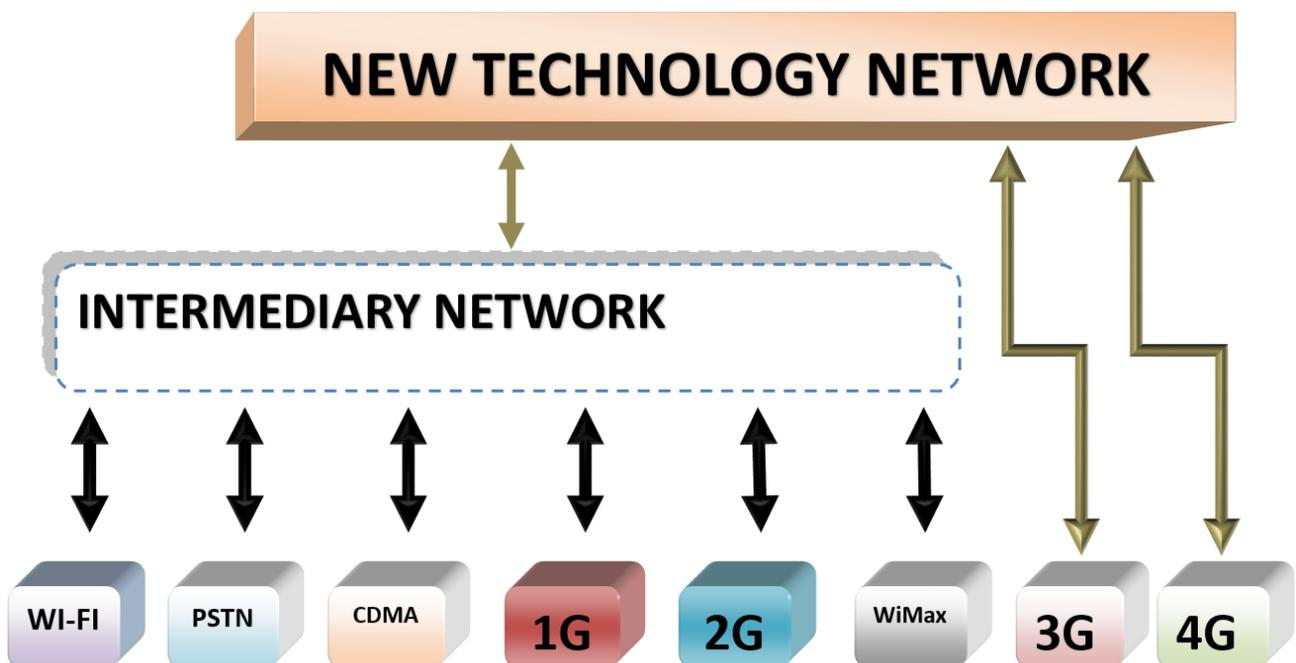 NEW TECHNOLOGY NETWORK
INTERMEDIARY NETWORK
WI-FI
PSTN
CDMA
1G
2G
WiMax
3G
4G